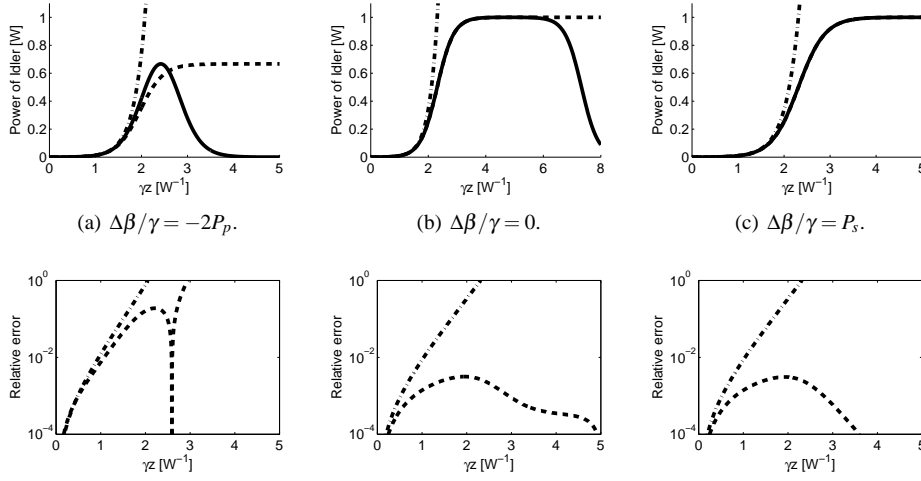 Power of Idler [W]
1
0.8
0.6
0.4
0.2
0
0 1 2 3 4 5
γz [W⁻¹]
(a) Δβ/γ = −2Pₚ.
Power of Idler [W]
1
0.8
0.6
0.4
0.2
0
0 2 4 6 8
γz [W⁻¹]
(b) Δβ/γ = 0.
Power of Idler [W]
1
0.8
0.6
0.4
0.2
0
0 1 2 3 4 5
γz [W⁻¹]
(c) Δβ/γ = Pₛ.
Relative error
10⁰
10⁻²
10⁻⁴
0 1 2 3 4 5
γz [W⁻¹]
Relative error
10⁰
10⁻²
10⁻⁴
0 1 2 3 4 5
γz [W⁻¹]
Relative error
10⁰
10⁻²
10⁻⁴
0 1 2 3 4 5
γz [W⁻¹]